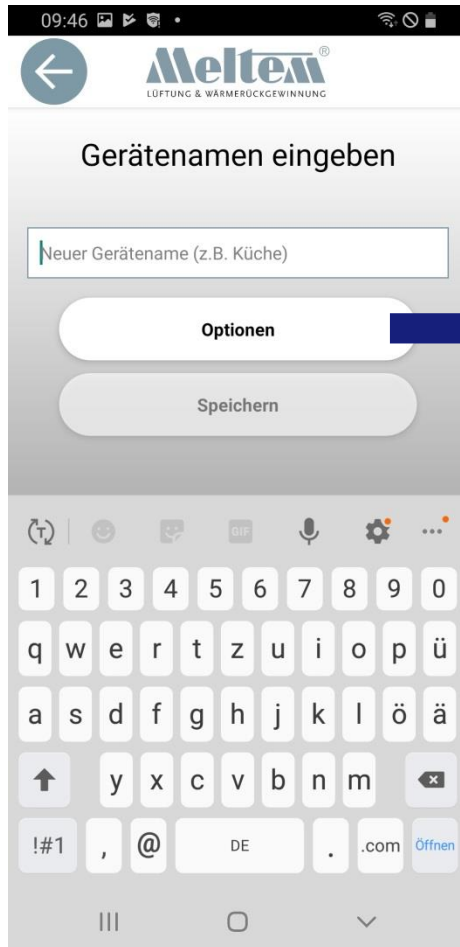 09:46
Meltem®
LÜFTUNG & WÄRMERÜCKGEWINNUNG
Gerätenamen eingeben
Neuer Gerätename (z.B. Küche)
Optionen
Speichern
GIF
1 2 3 4 5 6 7 8 9 0
q w e r t z u i o p ü
a s d f g h j k l ö ä
y x c v b n m
!#1 , @ DE . .com Öffnen